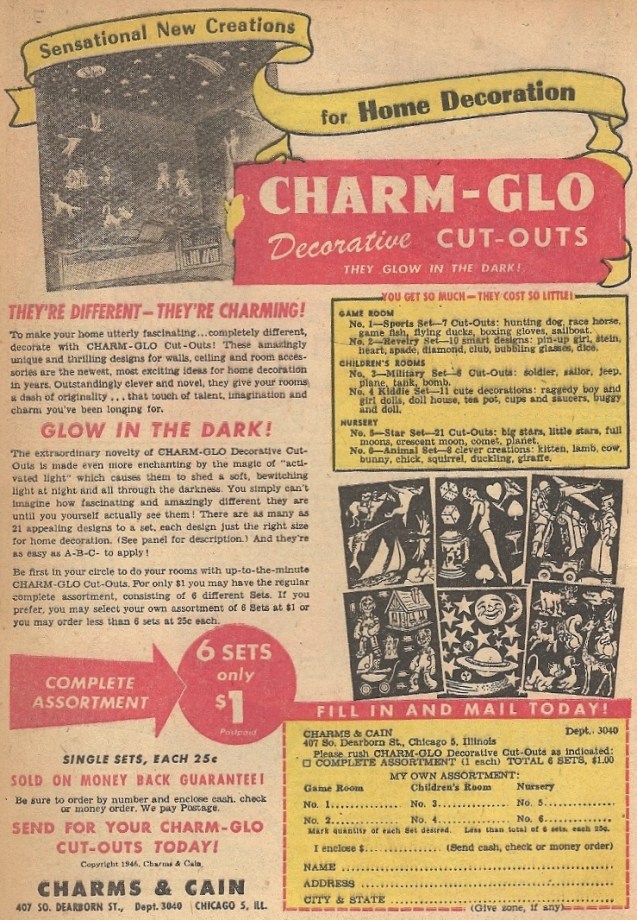 Sensational New Creations
for Home Decoration
CHARM-GLO
Decorative CUT-OUTS
THEY GLOW IN THE DARK!
THEY'RE DIFFERENT—THEY'RE CHARMING!
To make your home utterly fascinating...completely different,
decorate with CHARM-GLO Cut-Outs! These amazingly
unique and thrilling designs for walls, ceiling and room acces-
sories are the newest, most exciting ideas for home decoration
in years. Outstandingly clever and novel, they give your rooms
a dash of originality . . . that touch of talent, imagination and
charm you've been longing for.
GLOW IN THE DARK!
The extraordinary novelty of CHARM-GLO Decorative Cut-
Outs is made even more enchanting by the magic of "acti-
vated light" which causes them to shed a soft, bewitching
light at night and all through the darkness. You simply can't
imagine how fascinating and amazingly different they are
until you yourself actually see them! There are as many as
21 appealing designs to a set, each design just the right size
for home decoration. (See panel for description.) And they're
as easy as A-B-C- to apply!
Be first in your circle to do your rooms with up-to-the-minute
CHARM-GLO Cut-Outs. For only $1 you may have the regular
complete assortment, consisting of 6 different Sets. If you
prefer, you may select your own assortment of 6 Sets at $1 or
you may order less than 6 sets at 25c each.
YOU GET SO MUCH—THEY COST SO LITTLE!
GAME ROOM
No. 1—Sports Set—7 Cut-Outs: hunting dog, race horse,
game fish, flying ducks, boxing gloves, sailboat.
No. 2—Revelry Set—10 smart designs: pin-up girl, stein,
heart, spade, diamond, club, bubbling glasses, dice.
CHILDREN'S ROOMS
No. 3—Military Set—6 Cut-Outs: soldier, sailor, jeep,
plane, tank, bomb.
No. 4 Kiddie Set—11 cute decorations: raggedy boy and
girl dolls, doll house, tea pot, cups and saucers, buggy
and doll.
NURSERY
No. 5—Star Set—21 Cut-Outs: big stars, little stars, full
moons, crescent moon, comet, planet.
No. 6—Animal Set—8 clever creations: kitten, lamb, cow,
bunny, chick, squirrel, duckling, giraffe.
COMPLETE
ASSORTMENT
6 SETS
only
$1
Postpaid
SINGLE SETS, EACH 25c
SOLD ON MONEY BACK GUARANTEE!
Be sure to order by number and enclose cash, check
or money order. We pay Postage.
SEND FOR YOUR CHARM-GLO
CUT-OUTS TODAY!
Copyright 1946, Charms & Cain
CHARMS & CAIN
407 SO. DEARBORN ST., Dept. 3040 CHICAGO 5, ILL.
FILL IN AND MAIL TODAY!
CHARMS & CAIN Dept. 3040
407 So. Dearborn St., Chicago 5, Illinois
Please rush CHARM-GLO Decorative Cut-Outs as indicated:
☐ COMPLETE ASSORTMENT (1 each) TOTAL 6 SETS, $1.00
MY OWN ASSORTMENT:
Game Room Children's Room Nursery
No. 1 No. 3 No. 5
No. 2 No. 4 No. 6
Mark quantity of each Set desired. Less than total of 6 sets, each 25c.
I enclose $ (Send cash, check or money order)
NAME
ADDRESS
CITY & STATE
(Give zone, if any)